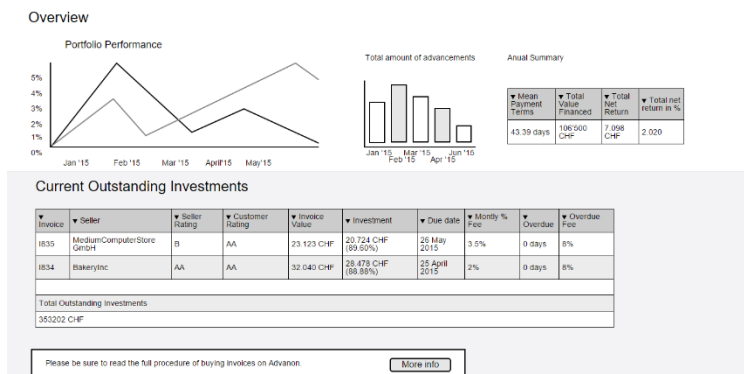 Overview
Portfolio Performance
5%
4%
3%
2%
1%
0%
Jan '15 Feb '15 Mar '15 April'15 May'15
Total amount of advancements
Jan '15 Mar '15 Jun '15
Feb '15 Apr '15
Anual Summary
▼ Mean Payment Terms ▼ Total Value Financed ▼ Total Net Return ▼ Total net return in %
43.39 days 106'500 CHF 7.098 CHF 2.020
Current Outstanding Investments
▼ Invoice ▼ Seller ▼ Seller Rating ▼ Customer Rating ▼ Invoice Value ▼ Investment ▼ Due date ▼ Montly % Fee ▼ Overdue ▼ Overdue Fee
I835 MediumComputerStore GmbH B AA 23.123 CHF 20.724 CHF (89.60%) 26 May 2015 3.5% 0 days 8%
I834 BakeryInc. AA AA 32.040 CHF 28.478 CHF (88.88%) 25 April 2015 2% 0 days 8%
Total Outstanding Investments
353202 CHF
Please be sure to read the full procedure of buying invoices on Advanon.
More info